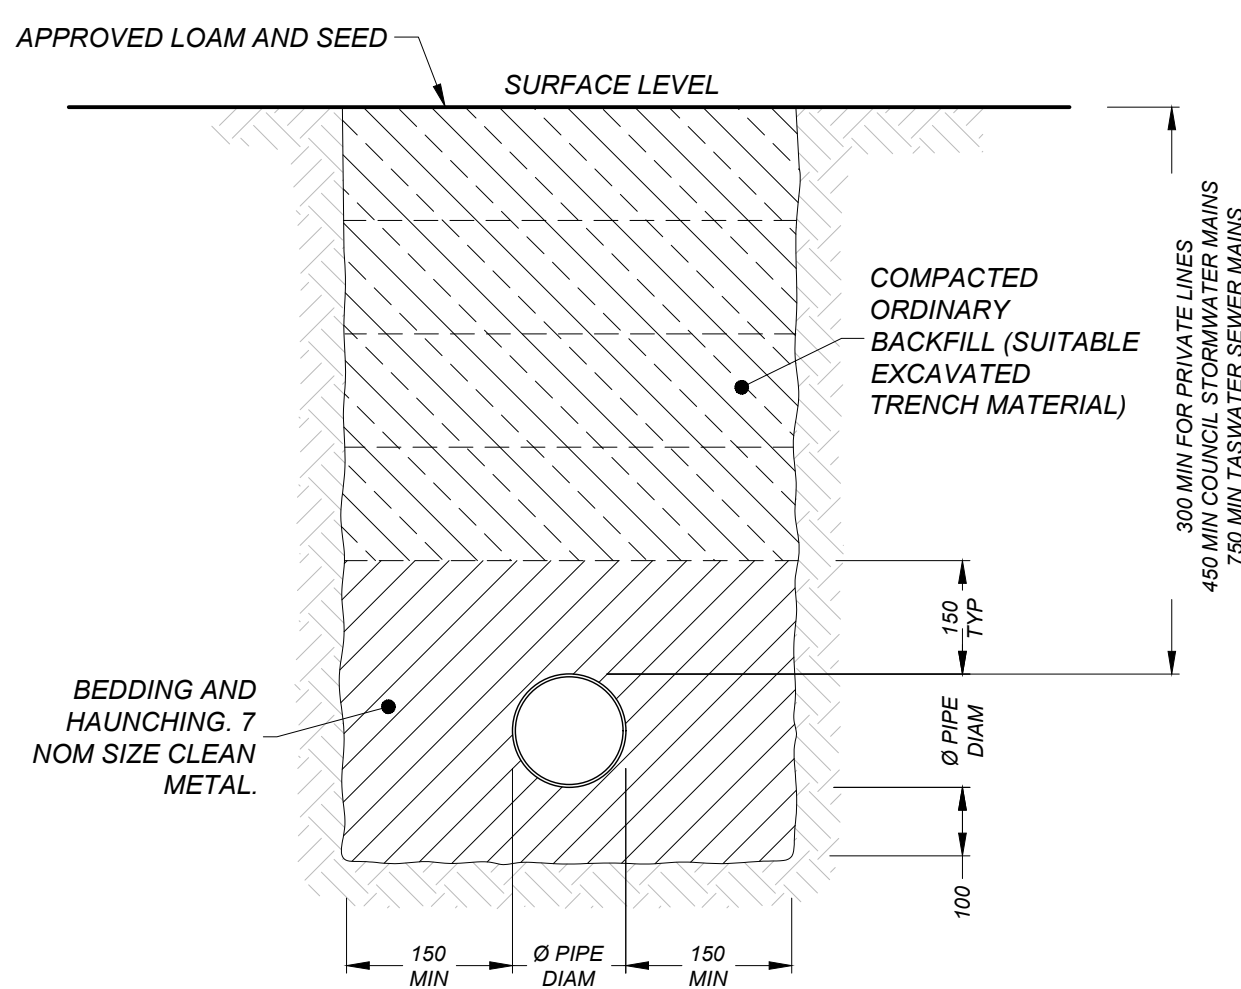 APPROVED LOAM AND SEED
SURFACE LEVEL
COMPACTED
ORDINARY
BACKFILL (SUITABLE
EXCAVATED
TRENCH MATERIAL)
300 MIN FOR PRIVATE LINES
450 MIN COUNCIL STORMWATER MAINS
750 MIN TASWATER SEWER MAINS
150
TYP
BEDDING AND
HAUNCHING. 7
NOM SIZE CLEAN
METAL.
Ø PIPE
DIAM
100
150
MIN
Ø PIPE
DIAM
150
MIN